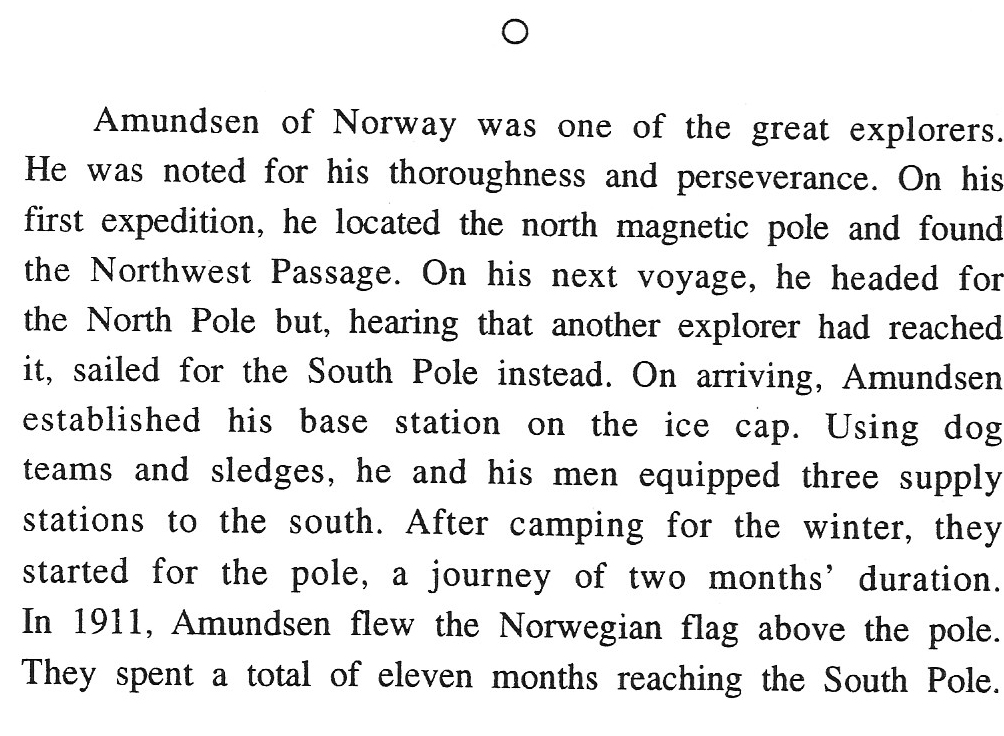 Amundsen of Norway was one of the great explorers.
He was noted for his thoroughness and perseverance. On his
first expedition, he located the north magnetic pole and found
the Northwest Passage. On his next voyage, he headed for
the North Pole but, hearing that another explorer had reached
it, sailed for the South Pole instead. On arriving, Amundsen
established his base station on the ice cap. Using dog
teams and sledges, he and his men equipped three supply
stations to the south. After camping for the winter, they
started for the pole, a journey of two months' duration.
In 1911, Amundsen flew the Norwegian flag above the pole.
They spent a total of eleven months reaching the South Pole.